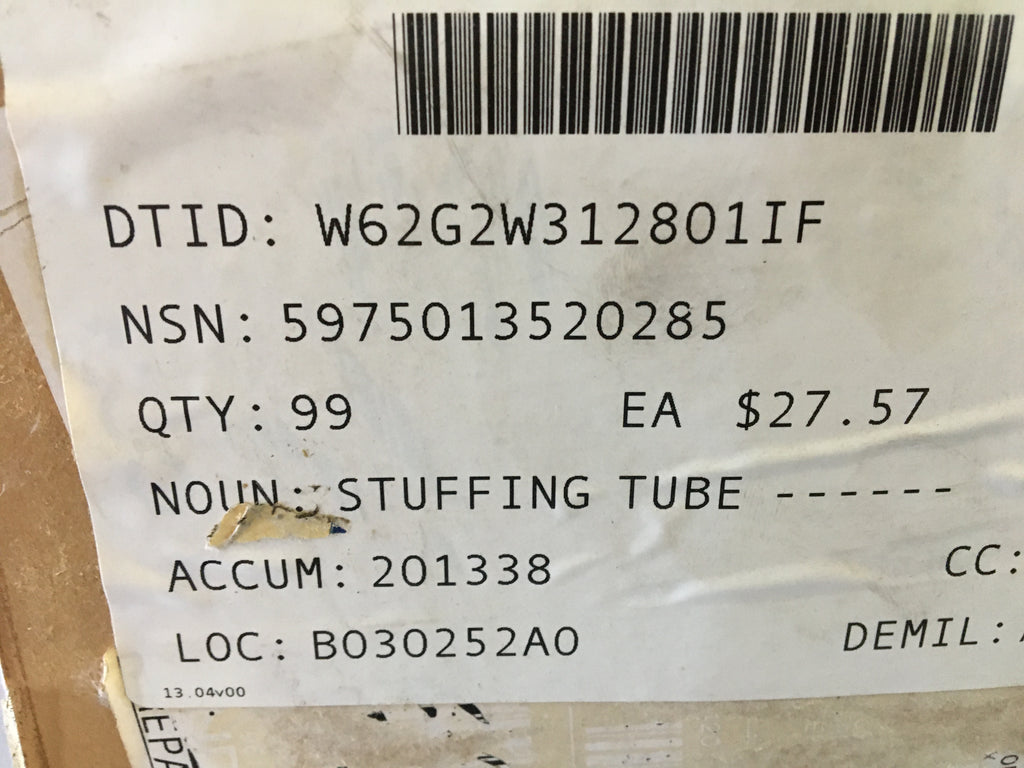 DTID: W62G2W312801IF
NSN: 5975013520285
QTY: 99 EA $27.57
NOUN: STUFFING TUBE ------
ACCUM: 201338 CC:
LOC: B030252A0 DEMIL:
13.04v00
EPA